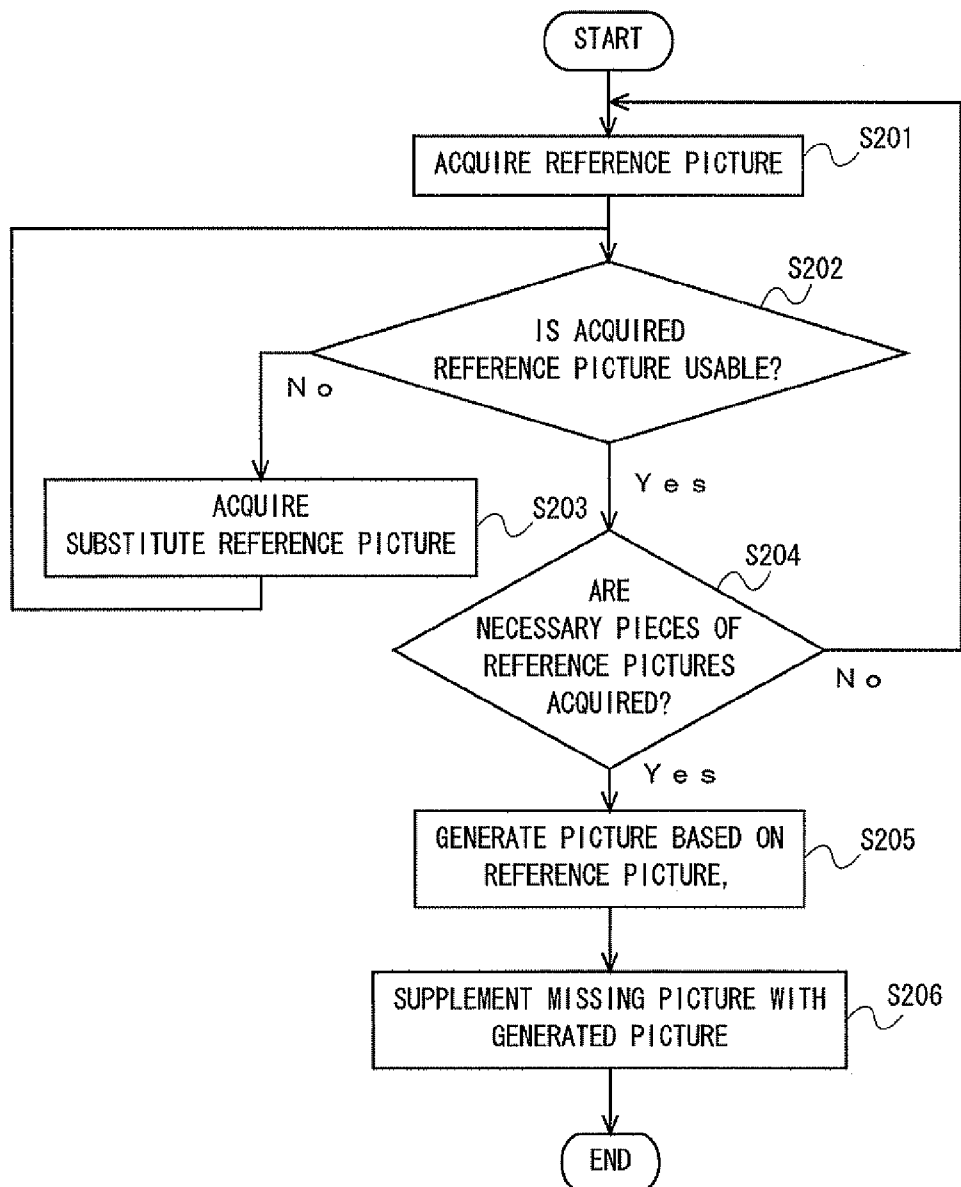 START
S201
ACQUIRE REFERENCE PICTURE
S202
IS ACQUIRED
REFERENCE PICTURE USABLE?
No
Yes
ACQUIRE
SUBSTITUTE REFERENCE PICTURE
S203
S204
ARE
NECESSARY PIECES OF
REFERENCE PICTURES
ACQUIRED?
No
Yes
GENERATE PICTURE BASED ON
REFERENCE PICTURE,
S205
SUPPLEMENT MISSING PICTURE WITH
GENERATED PICTURE
S206
END